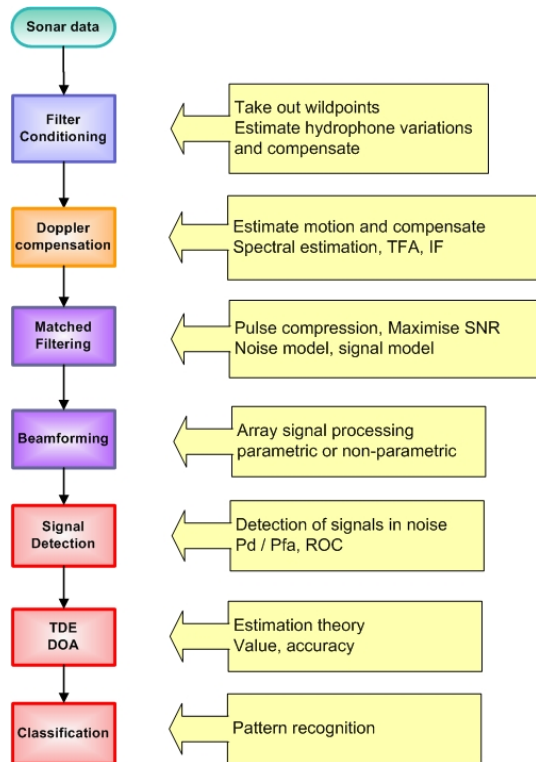 Sonar data
Filter
Conditioning
Take out wildpoints
Estimate hydrophone variations
and compensate
Doppler
compensation
Estimate motion and compensate
Spectral estimation, TFA, IF
Matched
Filtering
Pulse compression, Maximise SNR
Noise model, signal model
Beamforming
Array signal processing
parametric or non-parametric
Signal
Detection
Detection of signals in noise
Pd / Pfa, ROC
TDE
DOA
Estimation theory
Value, accuracy
Classification
Pattern recognition